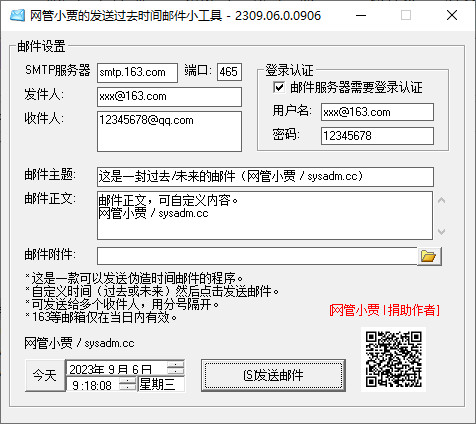 网管小贾的发送过去时间邮件小工具 - 2309.06.0.0906
邮件设置
SMTP服务器
smtp.163.com
端口:
465
登录认证
邮件服务器需要登录认证
发件人:
xxx@163.com
用户名:
xxx@163.com
收件人:
12345678@qq.com
密码:
12345678
邮件主题:
这是一封过去/未来的邮件（网管小贾 / sysadm.cc）
邮件正文:
邮件正文，可自定义内容。
网管小贾 / sysadm.cc
邮件附件:
*这是一款可以发送伪造时间邮件的程序。
*自定义时间（过去或未来）然后点击发送邮件。
*可发送给多个收件人，用分号隔开。
*163等邮箱仅在当日内有效。
[网管小贾 | 捐助作者]
网管小贾 / sysadm.cc
今天
2023年 9月 6日
9:18:08
星期三
(S)发送邮件